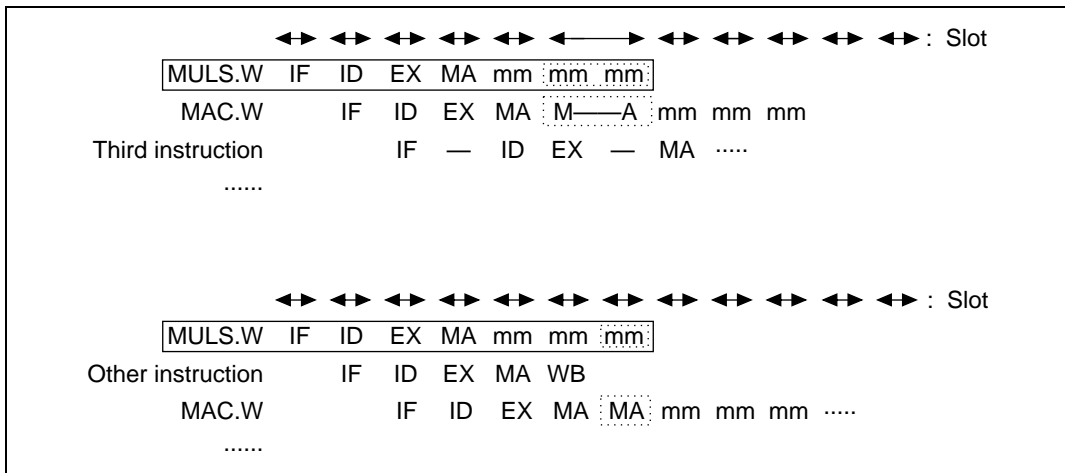 : Slot
MULS.W IF ID EX MA mm mm mm
MAC.W IF ID EX MA M——A mm mm mm
Third instruction IF — ID EX — MA ·····
······
: Slot
MULS.W IF ID EX MA mm mm mm
Other instruction IF ID EX MA WB
MAC.W IF ID EX MA MA mm mm mm ·····
······